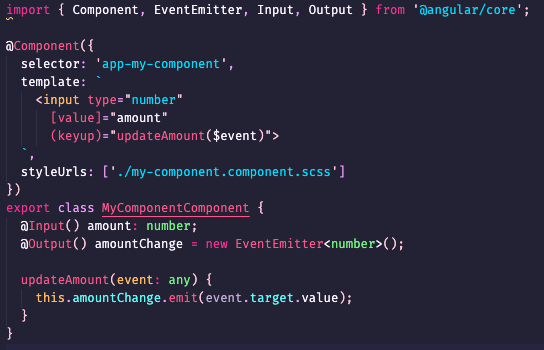 import { Component, EventEmitter, Input, Output } from '@angular/core';
@Component({
  selector: 'app-my-component',
  template: `
    <input type="number"
      [value]="amount"
      (keyup)="updateAmount($event)">
  `,
  styleUrls: ['./my-component.component.scss']
})
export class MyComponentComponent {
  @Input() amount: number;
  @Output() amountChange = new EventEmitter<number>();
  updateAmount(event: any) {
    this.amountChange.emit(event.target.value);
  }
}